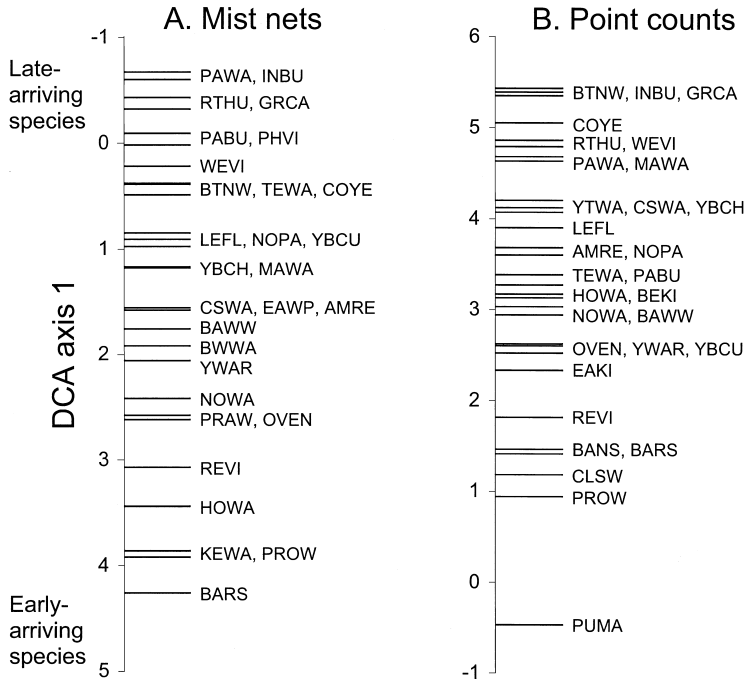 A. Mist nets
-1
Late-
arriving
species
PAWA, INBU
RTHU, GRCA
PABU, PHVI
0
WEVI
BTNW, TEWA, COYE
LEFL, NOPA, YBCU
1
YBCH, MAWA
CSWA, EAWP, AMRE
BAWW
BWWA
2
YWAR
DCA axis 1
NOWA
PRAW, OVEN
3
REVI
HOWA
KEWA, PROW
4
BARS
Early-
arriving
species
5
B. Point counts
6
BTNW, INBU, GRCA
5
COYE
RTHU, WEVI
PAWA, MAWA
YTWA, CSWA, YBCH
4
LEFL
AMRE, NOPA
TEWA, PABU
HOWA, BEKI
3
NOWA, BAWW
OVEN, YWAR, YBCU
EAKI
2
REVI
BANS, BARS
CLSW
1
PROW
0
PUMA
-1